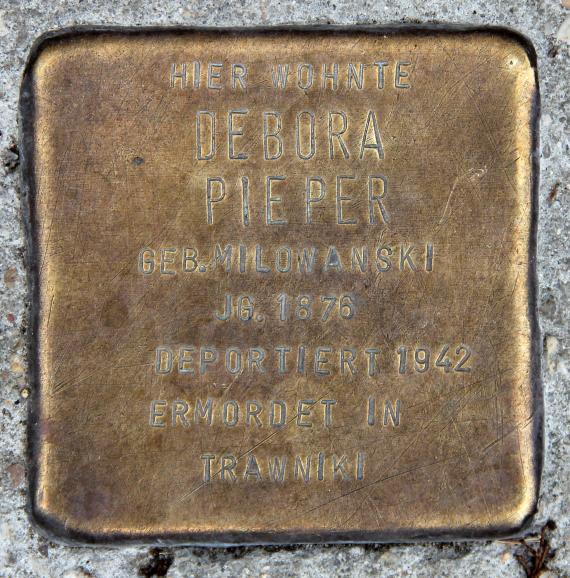 HIER WOHNTE
DEBORA
PIEPER
GEB. MILOWANSKI
JG. 1876
DEPORTIERT 1942
ERMORDET IN
TRAWNIKI